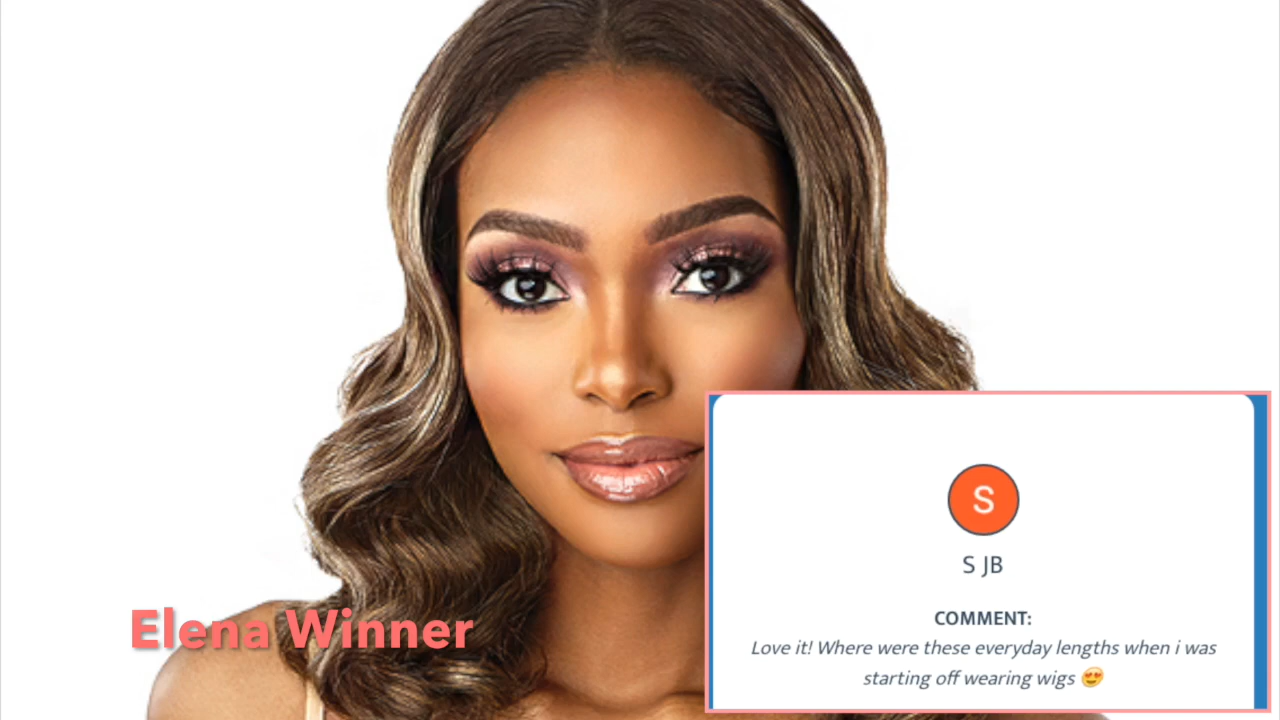 Elena Winner
S
S JB
COMMENT:
Love it! Where were these everyday lengths when i was
starting off wearing wigs 😍